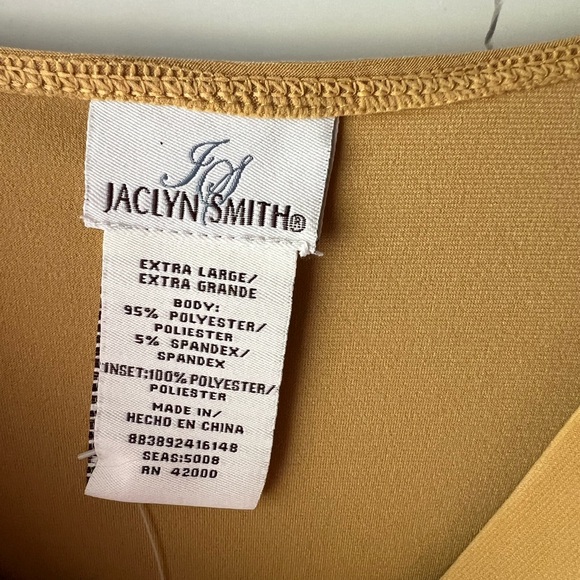 JS
JACLYN SMITH®
EXTRA LARGE/
EXTRA GRANDE
BODY:
95% POLYESTER/
POLIESTER
5% SPANDEX/
SPANDEX
INSET:100% POLYESTER/
POLIESTER
MADE IN/
HECHO EN CHINA
883892416148
SEAS:5008
RN 42000